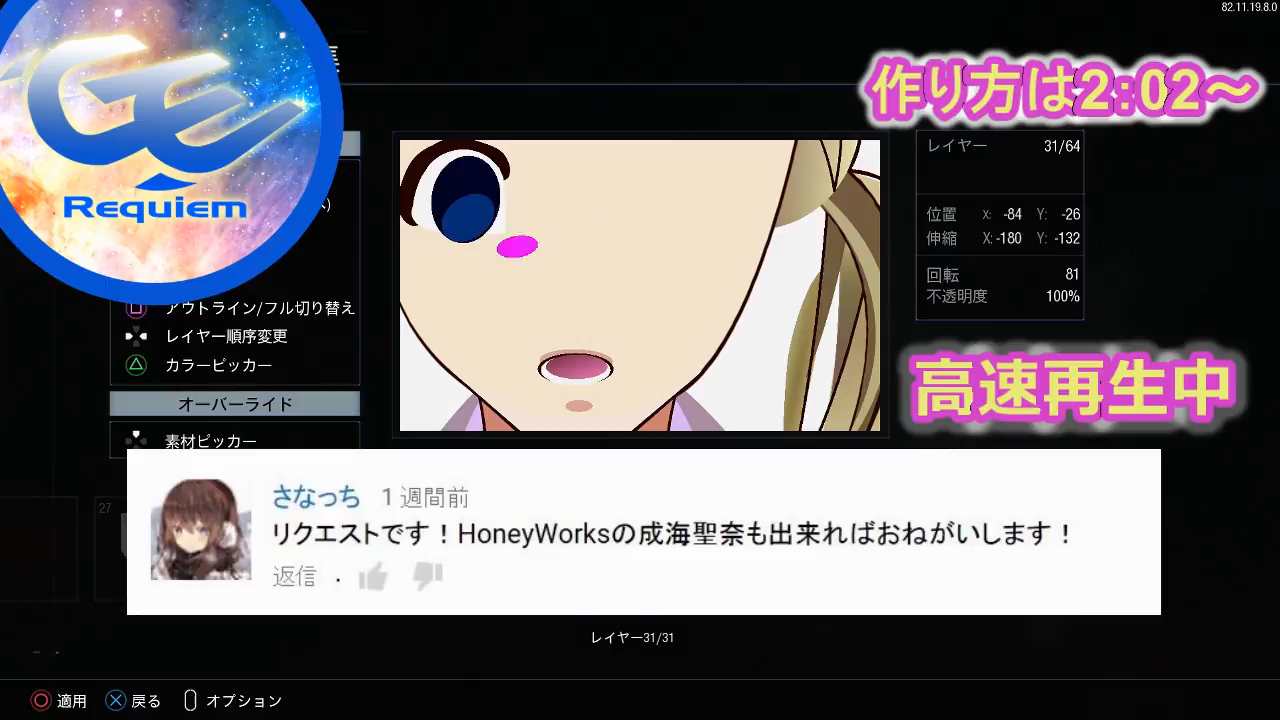 82.11.19.8.0
GE
Requiem
作り方は2:02～
レイヤー 31/64
位置 X: -84 Y: -26
伸縮 X:-180 Y: -132
回転 81
不透明度 100%
アウトライン/フル切り替え
レイヤー順序変更
カラーピッカー
オーバーライド
素材ピッカー
高速再生中
27
さなっち 1 週間前
リクエストです！HoneyWorksの成海聖奈も出来ればおねがいします！
返信
レイヤー31/31
適用 戻る オプション